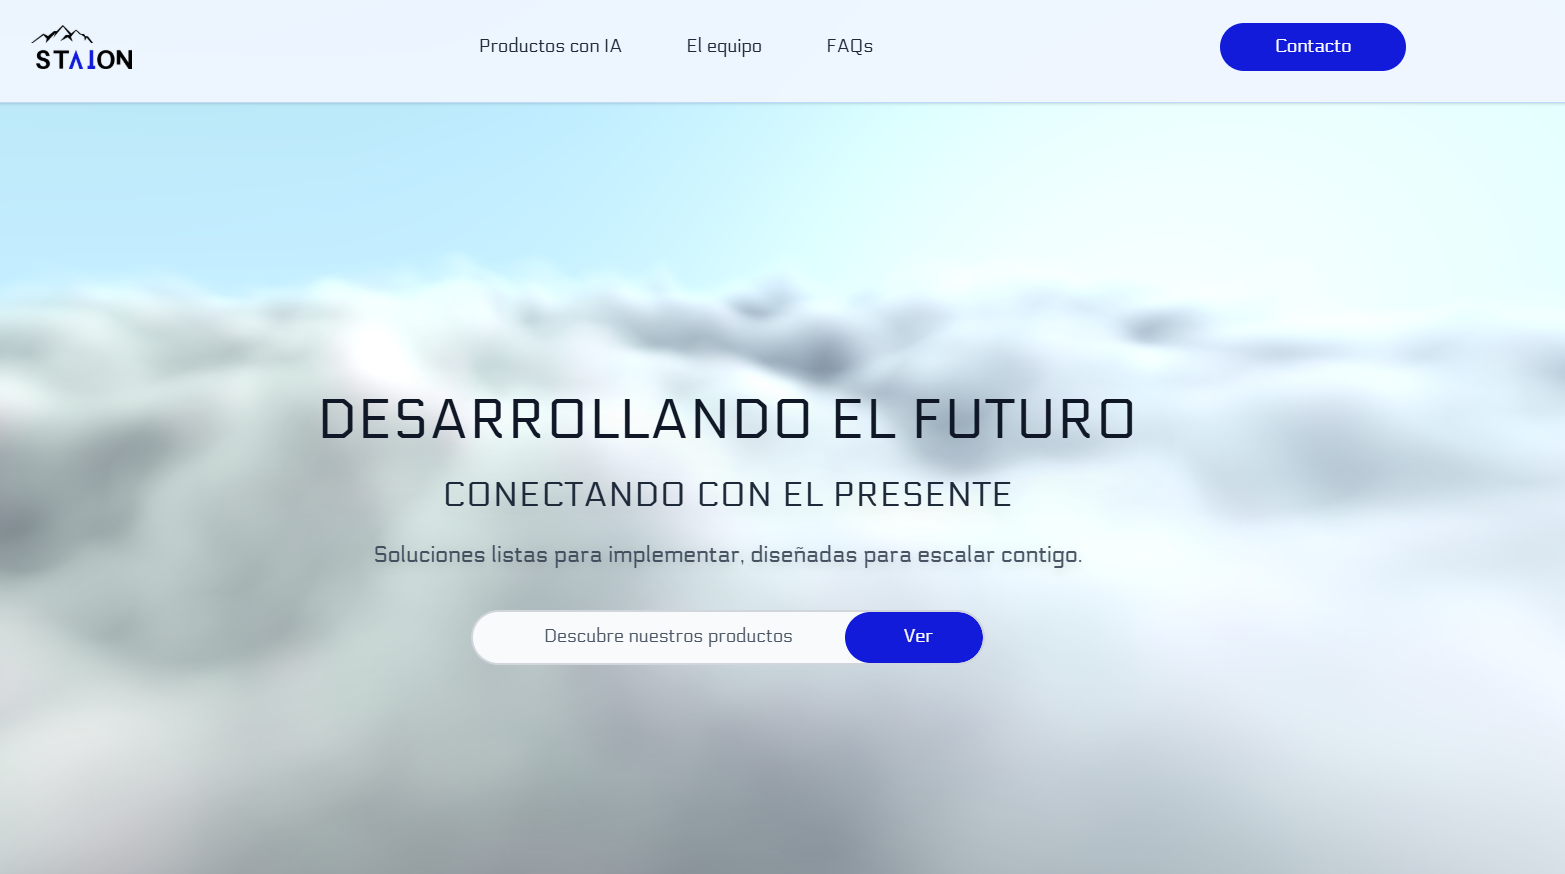 STAION
Productos con IA
El equipo
FAQs
Contacto
DESARROLLANDO EL FUTURO
CONECTANDO CON EL PRESENTE
Soluciones listas para implementar, diseñadas para escalar contigo.
Descubre nuestros productos
Ver